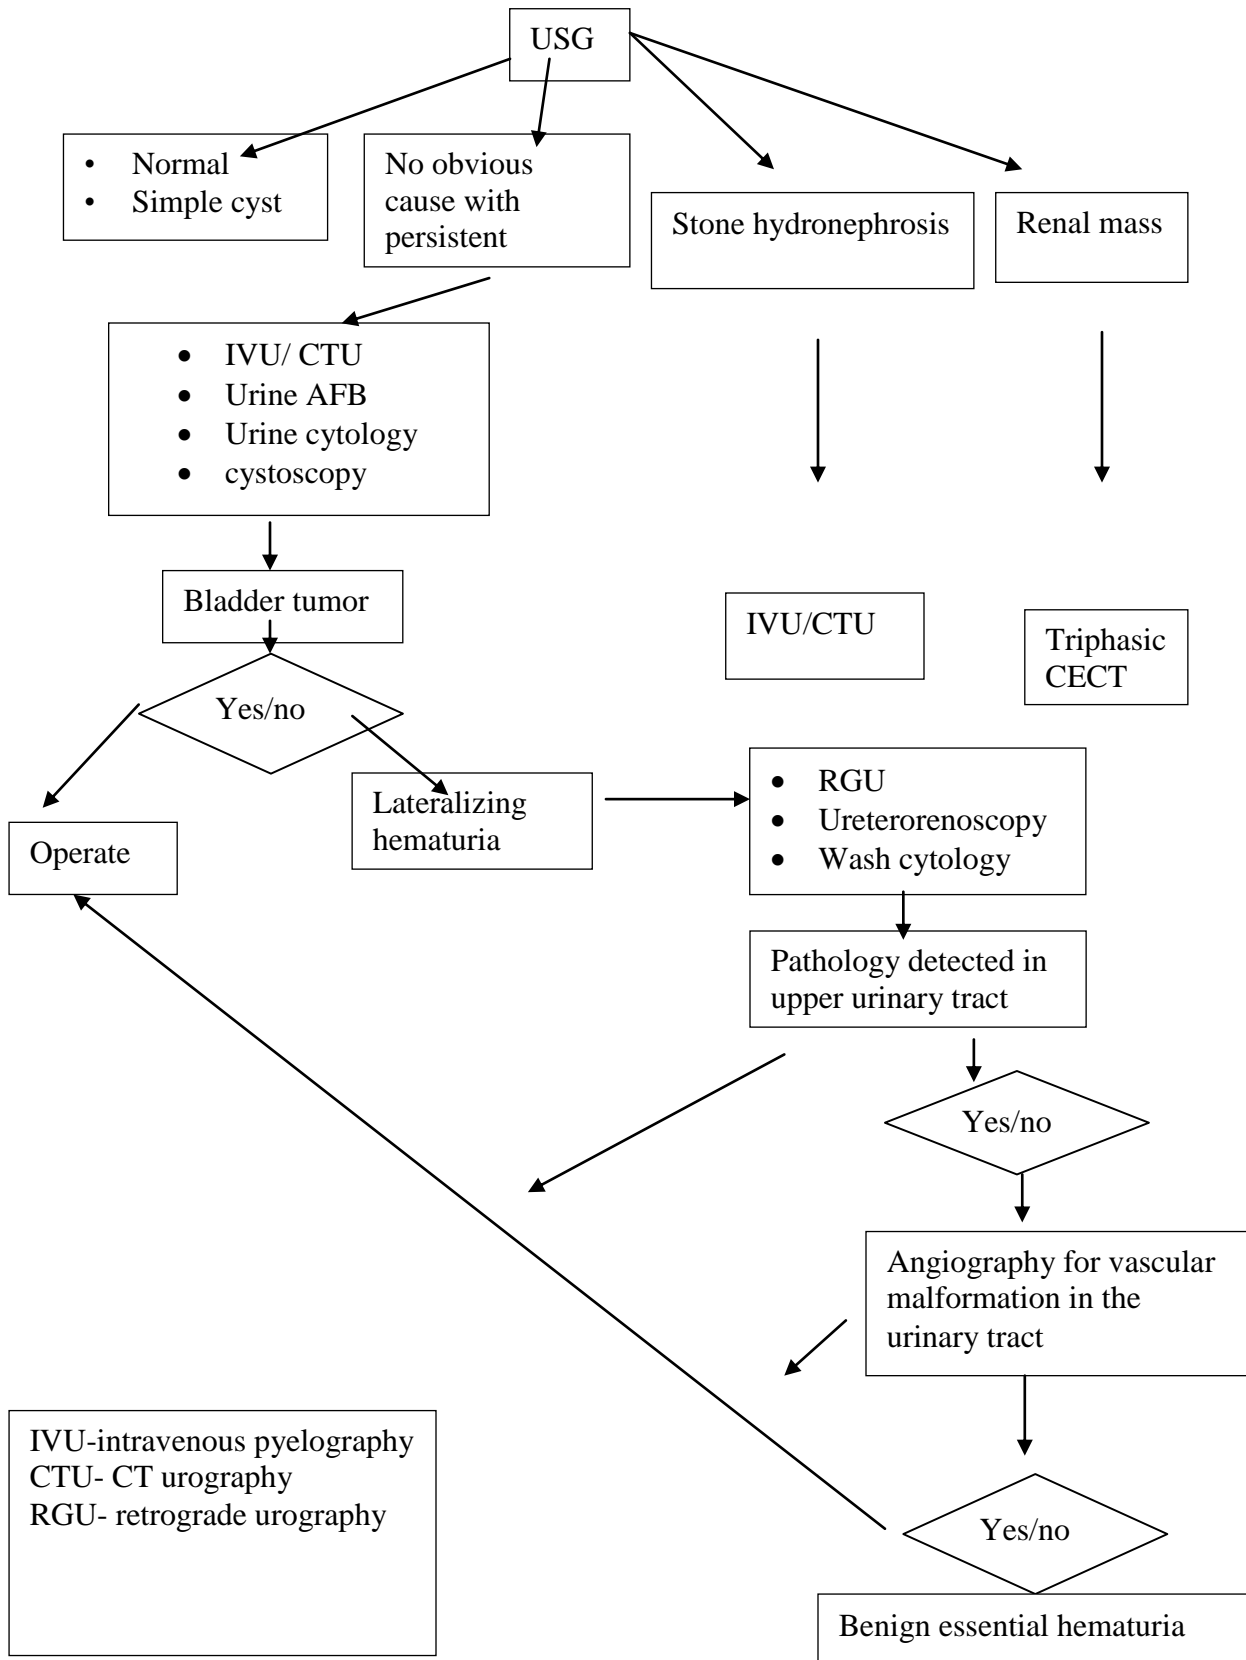 USG
• Normal
• Simple cyst
No obvious
cause with
persistent
Stone hydronephrosis
Renal mass
• IVU/ CTU
• Urine AFB
• Urine cytology
• cystoscopy
Bladder tumor
Yes/no
IVU/CTU
Triphasic
CECT
Operate
Lateralizing
hematuria
• RGU
• Ureterorenoscopy
• Wash cytology
Pathology detected in
upper urinary tract
Yes/no
Angiography for vascular
malformation in the
urinary tract
Yes/no
Benign essential hematuria
IVU-intravenous pyelography
CTU- CT urography
RGU- retrograde urography